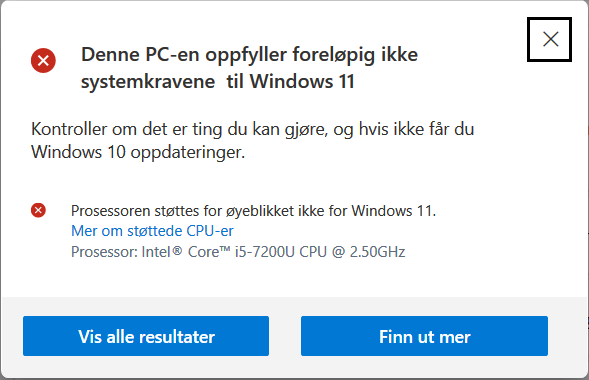 Denne PC-en oppfyller foreløpig ikke
systemkravene  til Windows 11
Kontroller om det er ting du kan gjøre, og hvis ikke får du
Windows 10 oppdateringer.
Prosessoren støttes for øyeblikket ikke for Windows 11.
Mer om støttede CPU-er
Prosessor: Intel® Core™ i5-7200U CPU @ 2.50GHz
Vis alle resultater
Finn ut mer